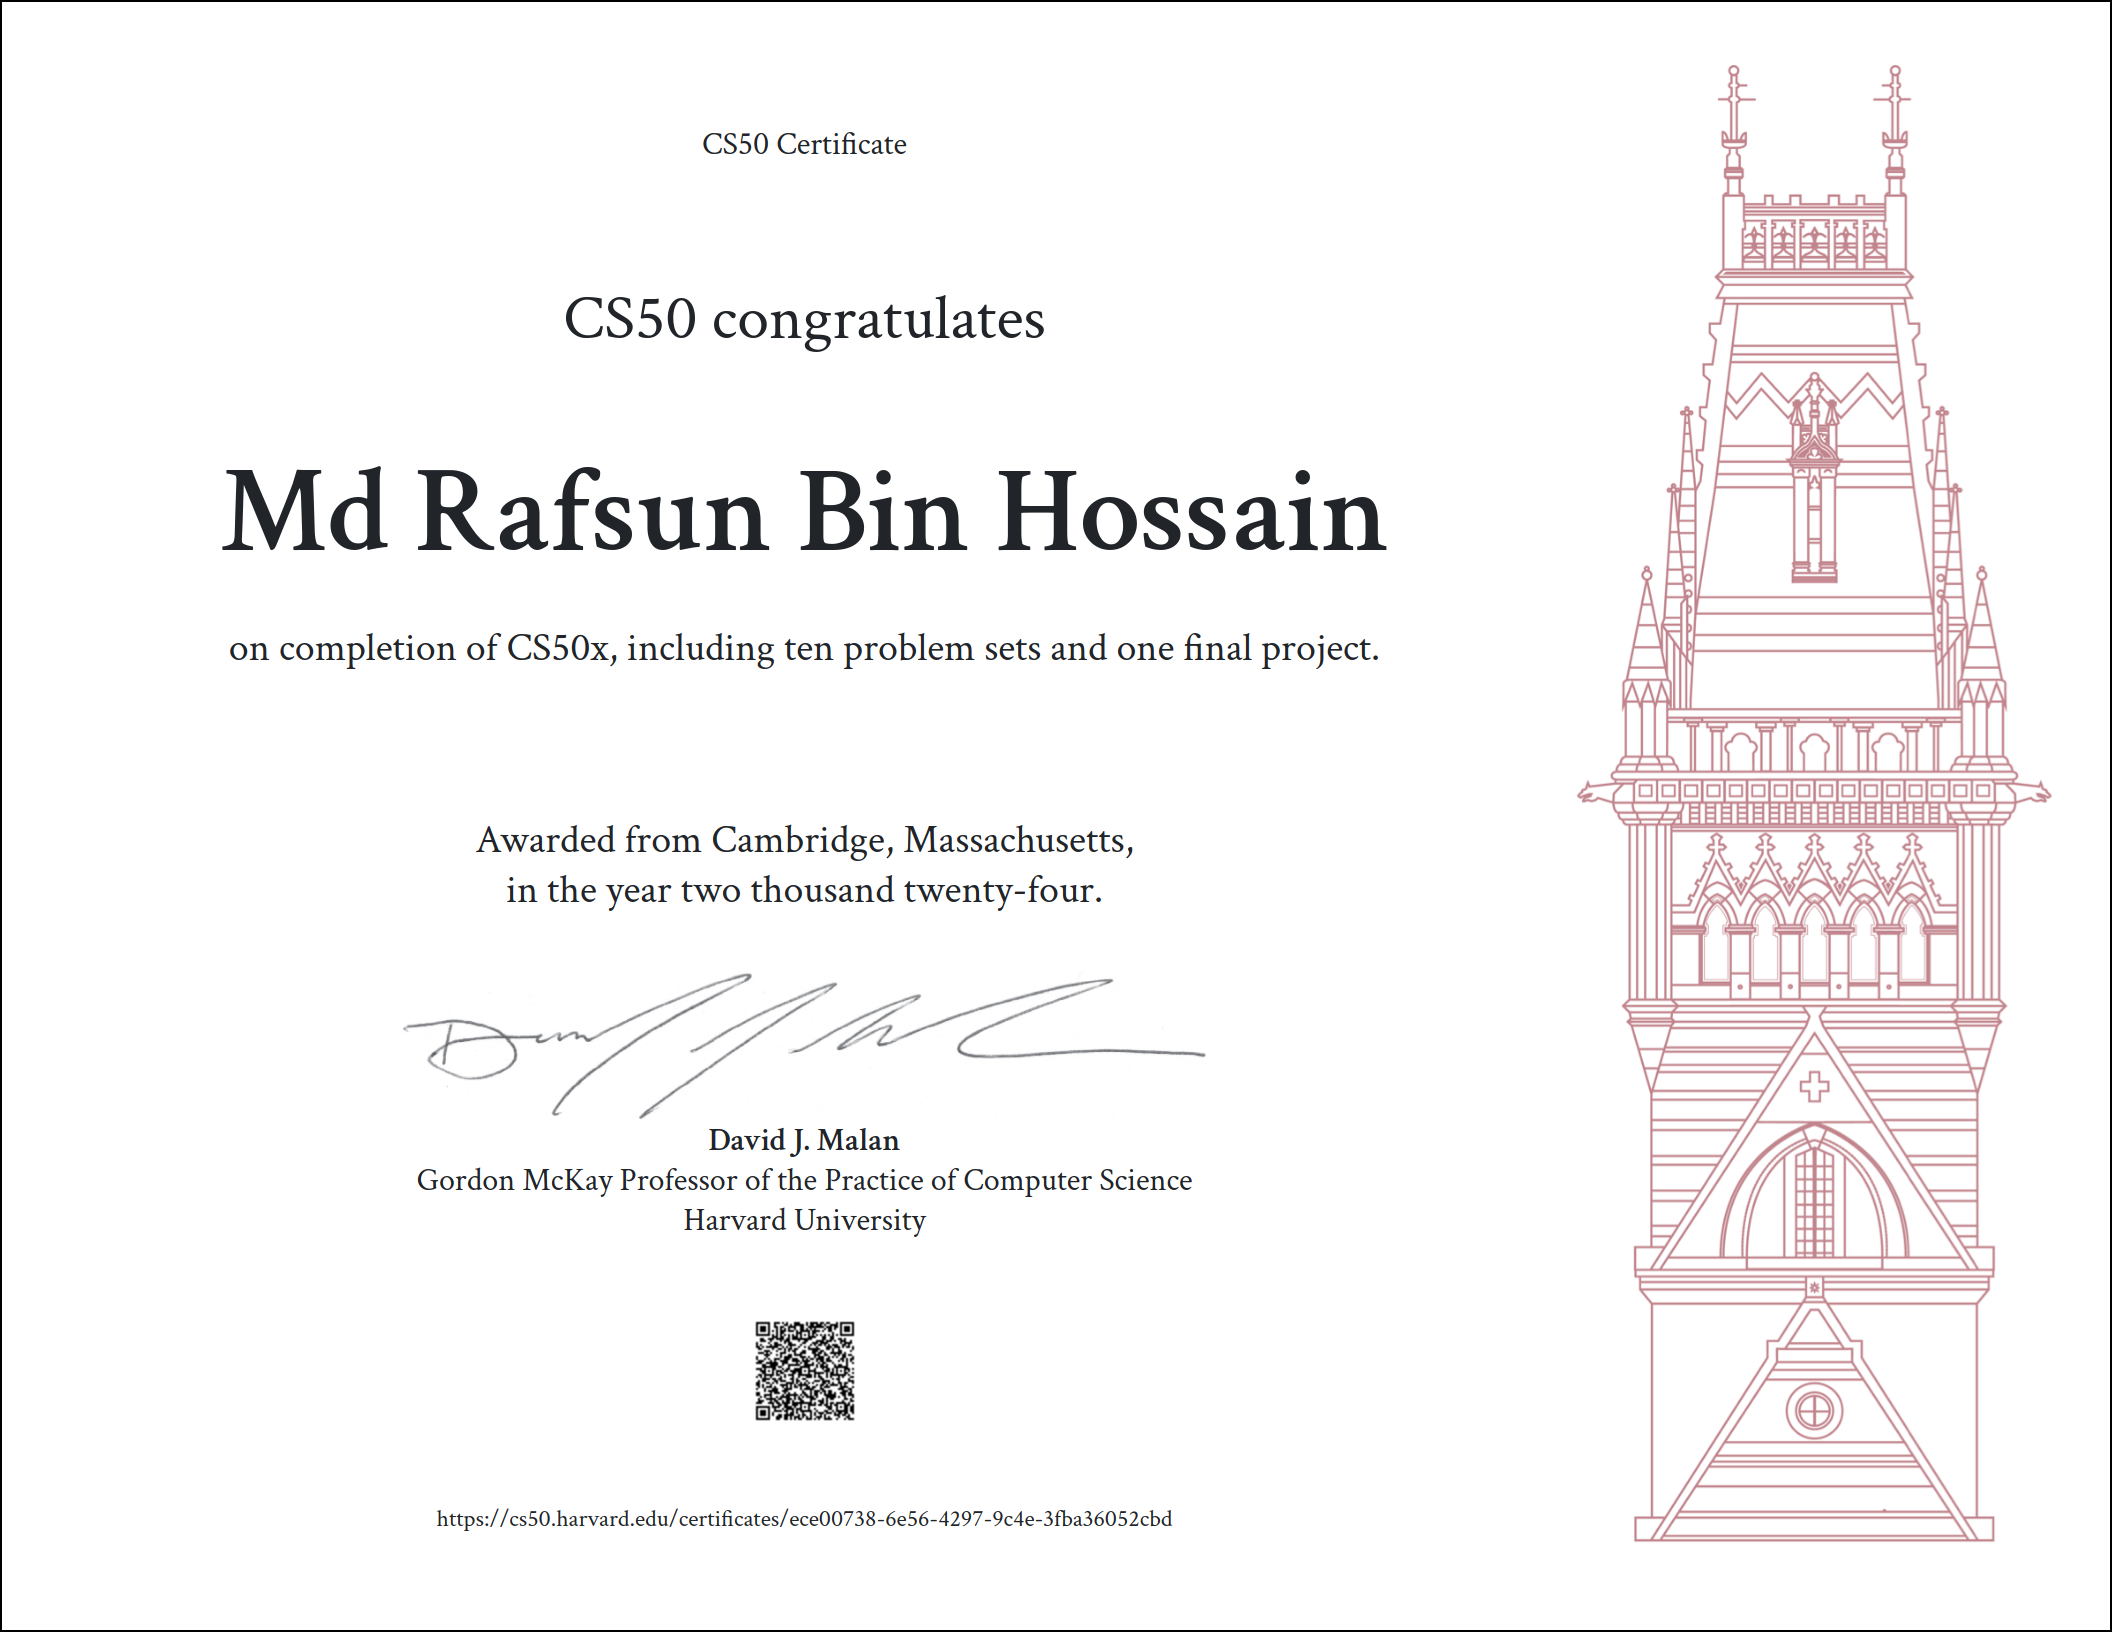 CS50 Certificate
CS50 congratulates
Md Rafsun Bin Hossain
on completion of CS50x, including ten problem sets and one final project.
Awarded from Cambridge, Massachusetts,
in the year two thousand twenty-four.
David J. Malan
Gordon McKay Professor of the Practice of Computer Science
Harvard University
https://cs50.harvard.edu/certificates/ece00738-6e56-4297-9c4e-3fba36052cbd